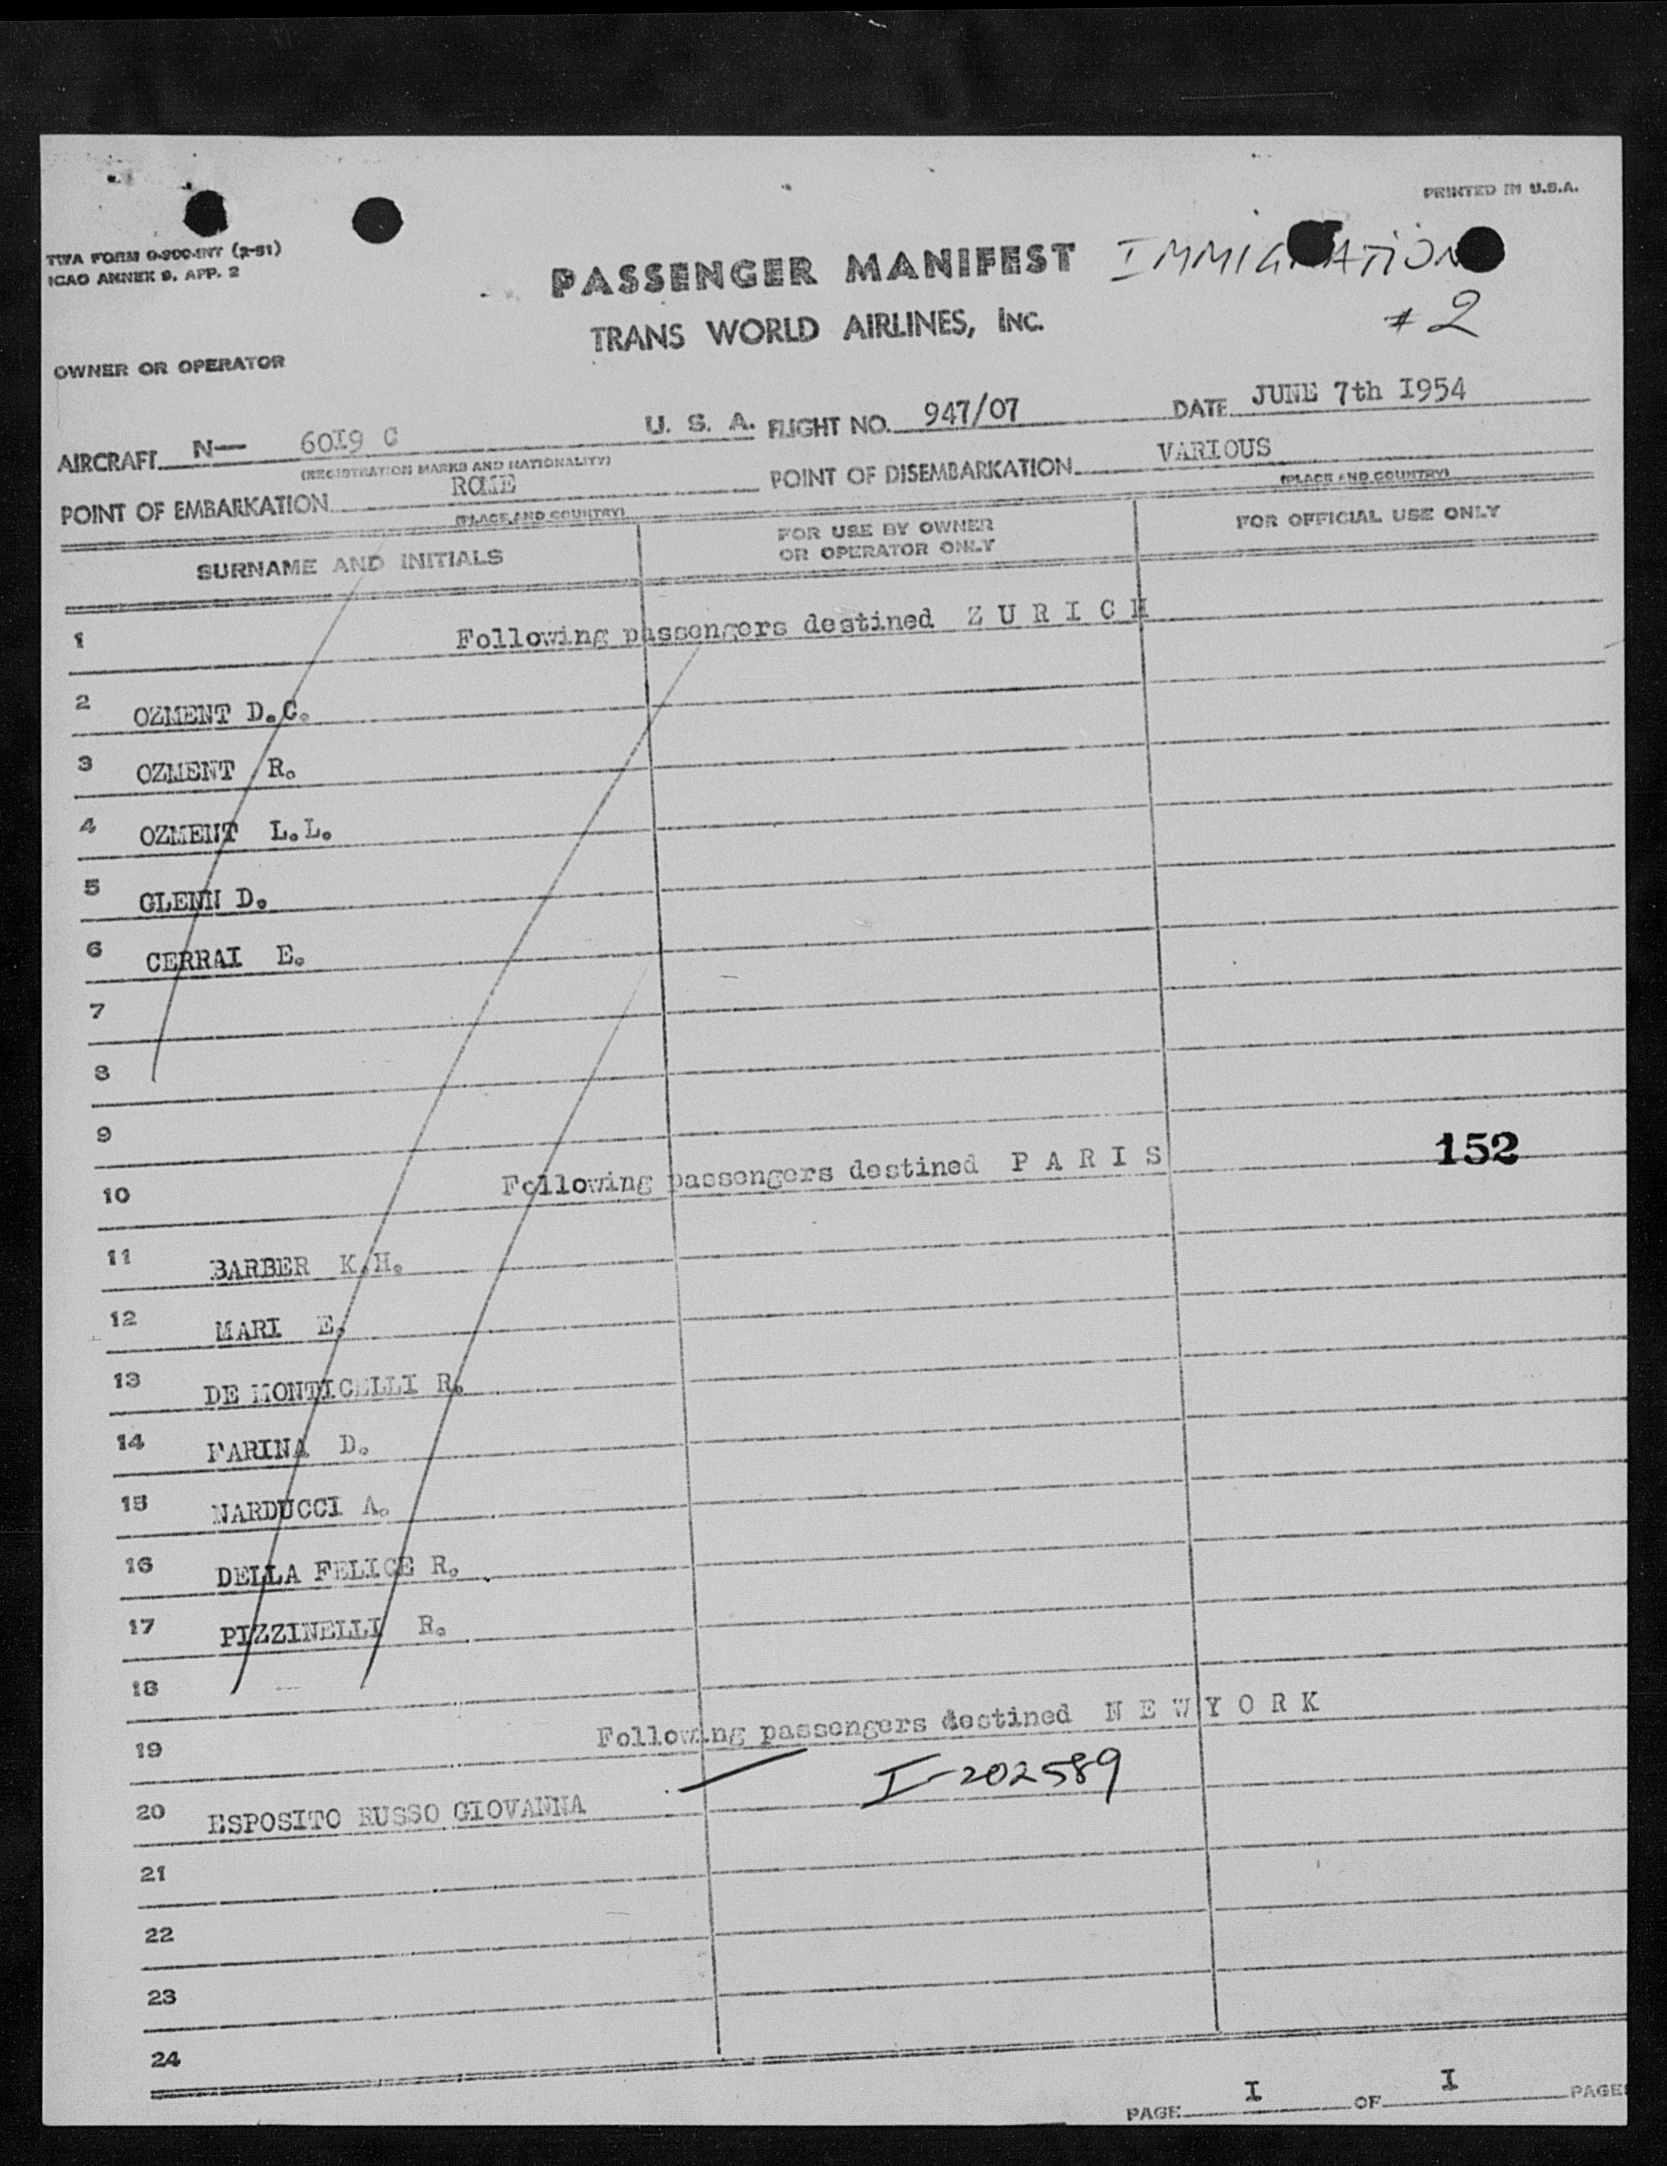 PRINTED IN U.S.A.
TWA FORM O-900-INT (2-51)
ICAO ANNEX 9, APP. 2
PASSENGER MANIFEST IMMIGRATION
TRANS WORLD AIRLINES, INC. # 2
OWNER OR OPERATOR
AIRCRAFT N— 6OI9 C U. S. A. FLIGHT NO. 947/07 DATE JUNE 7th I954
(REGISTRATION MARKS AND NATIONALITY)
POINT OF EMBARKATION ROME POINT OF DISEMBARKATION VARIOUS
(PLACE AND COUNTRY) (PLACE AND COUNTRY)
SURNAME AND INITIALS FOR USE BY OWNER OR OPERATOR ONLY FOR OFFICIAL USE ONLY
1 Following passengers destined Z U R I C H
2 OZMENT D.C.
3 OZMENT R.
4 OZMENT L.L.
5 GLENN D.
6 CERRAI E.
7
8
9
152
10 Following passengers destined P A R I S
11 BARBER K.H.
12 MARI E.
13 DE MONTICELLI R.
14 FARINA D.
15 NARDUCCI A.
16 DELLA FELICE R.
17 PIZZINELLI R.
18
19 Following passengers destined N E W Y O R K
I-202589
20 ESPOSITO RUSSO GIOVANNA
21
22
23
24
PAGE I OF I PAGES